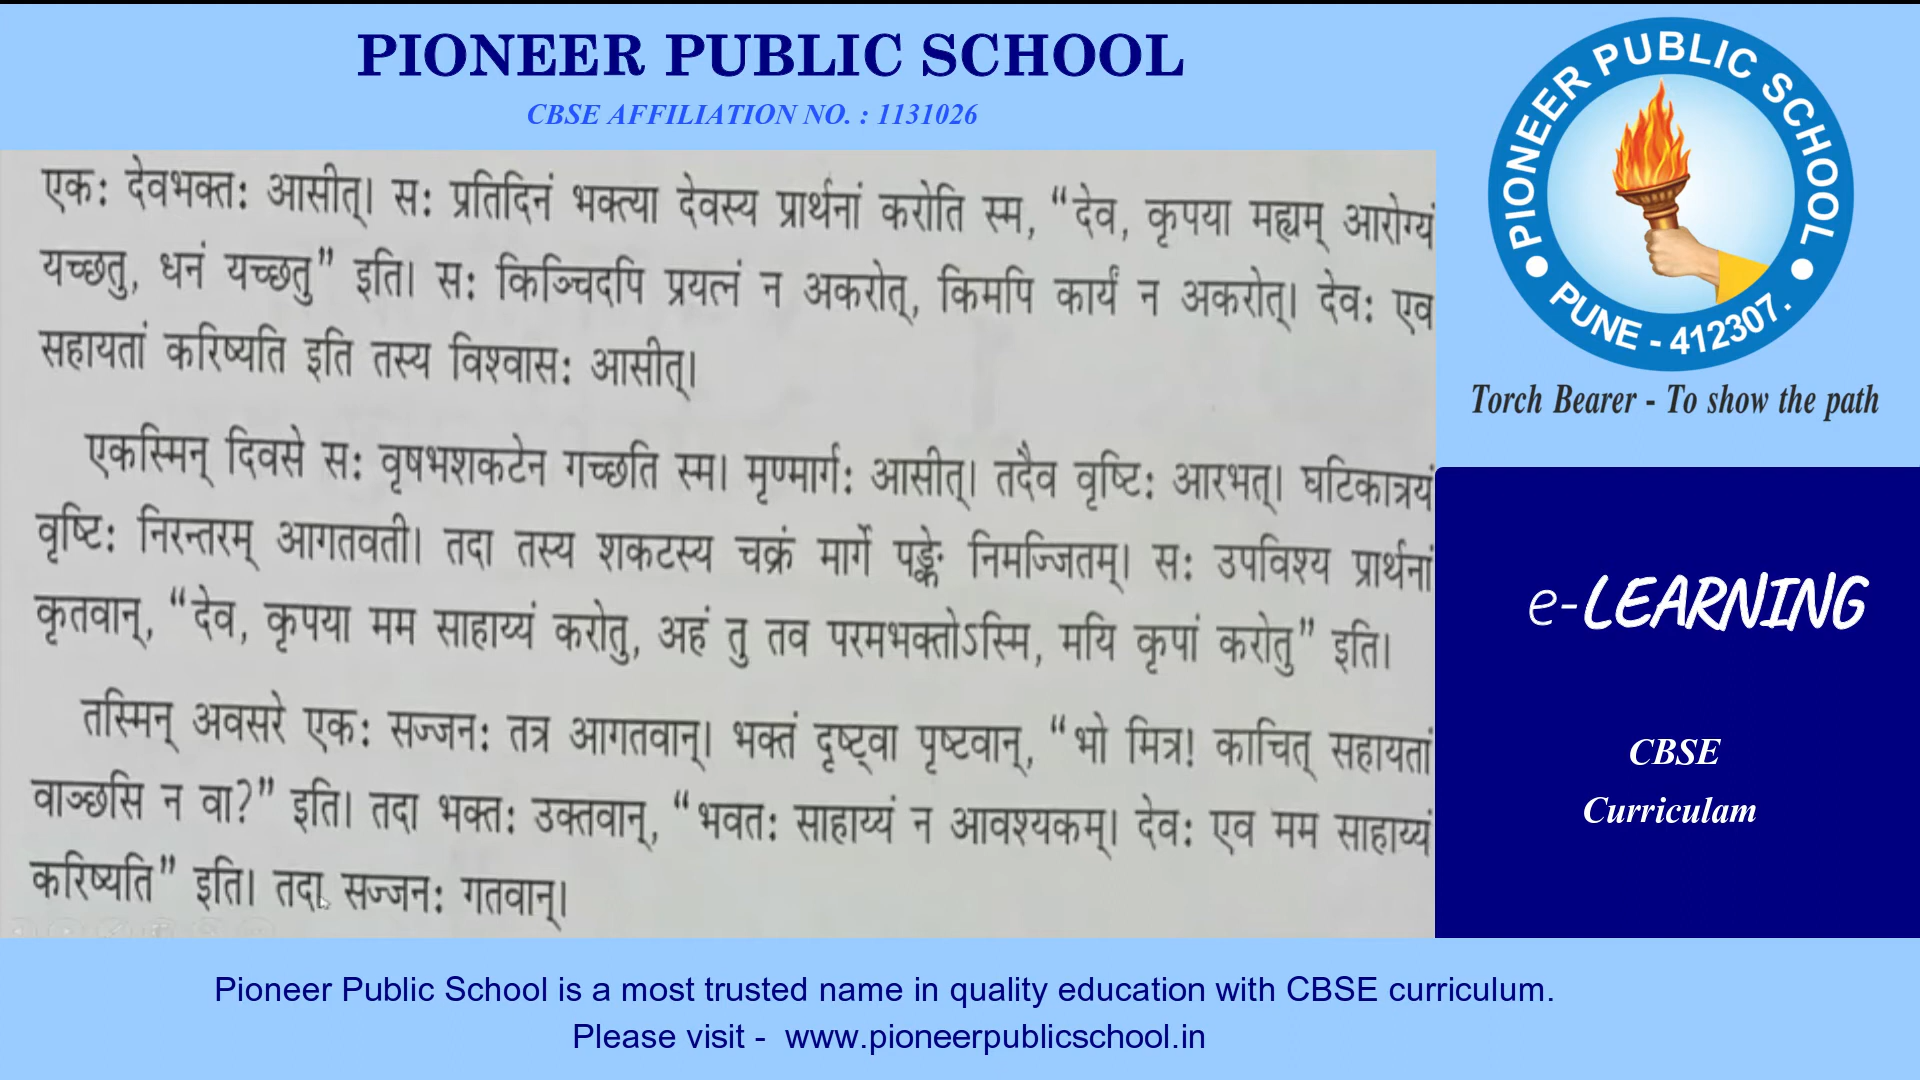 PIONEER PUBLIC SCHOOL
CBSE AFFILIATION NO. : 1131026
एकः देवभक्तः आसीत्। सः प्रतिदिनं भक्त्या देवस्य प्रार्थनां करोति स्म, “देव, कृपया मह्यम् आरोग्यं
यच्छतु, धनं यच्छतु” इति। सः किञ्चिदपि प्रयत्नं न अकरोत्, किमपि कार्यं न अकरोत्। देवः एव
सहायतां करिष्यति इति तस्य विश्वासः आसीत्।
एकस्मिन् दिवसे सः वृषभशकटेन गच्छति स्म। मृण्मार्गः आसीत्। तदैव वृष्टिः आरभत्। घटिकात्रयं
वृष्टिः निरन्तरम् आगतवती। तदा तस्य शकटस्य चक्रं मार्गे पङ्के निमज्जितम्। सः उपविश्य प्रार्थनां
कृतवान्, “देव, कृपया मम साहाय्यं करोतु, अहं तु तव परमभक्तोऽस्मि, मयि कृपां करोतु” इति।
तस्मिन् अवसरे एकः सज्जनः तत्र आगतवान्। भक्तं दृष्ट्वा पृष्टवान्, “भो मित्र! काचित् सहायतां
वाञ्छसि न वा?” इति। तदा भक्तः उक्तवान्, “भवतः साहाय्यं न आवश्यकम्। देवः एव मम साहाय्यं
करिष्यति” इति। तदा सज्जनः गतवान्।
PIONEER PUBLIC SCHOOL
PUNE - 412307.
Torch Bearer - To show the path
e-LEARNING
CBSE
Curriculam
Pioneer Public School is a most trusted name in quality education with CBSE curriculum.
Please visit - www.pioneerpublicschool.in